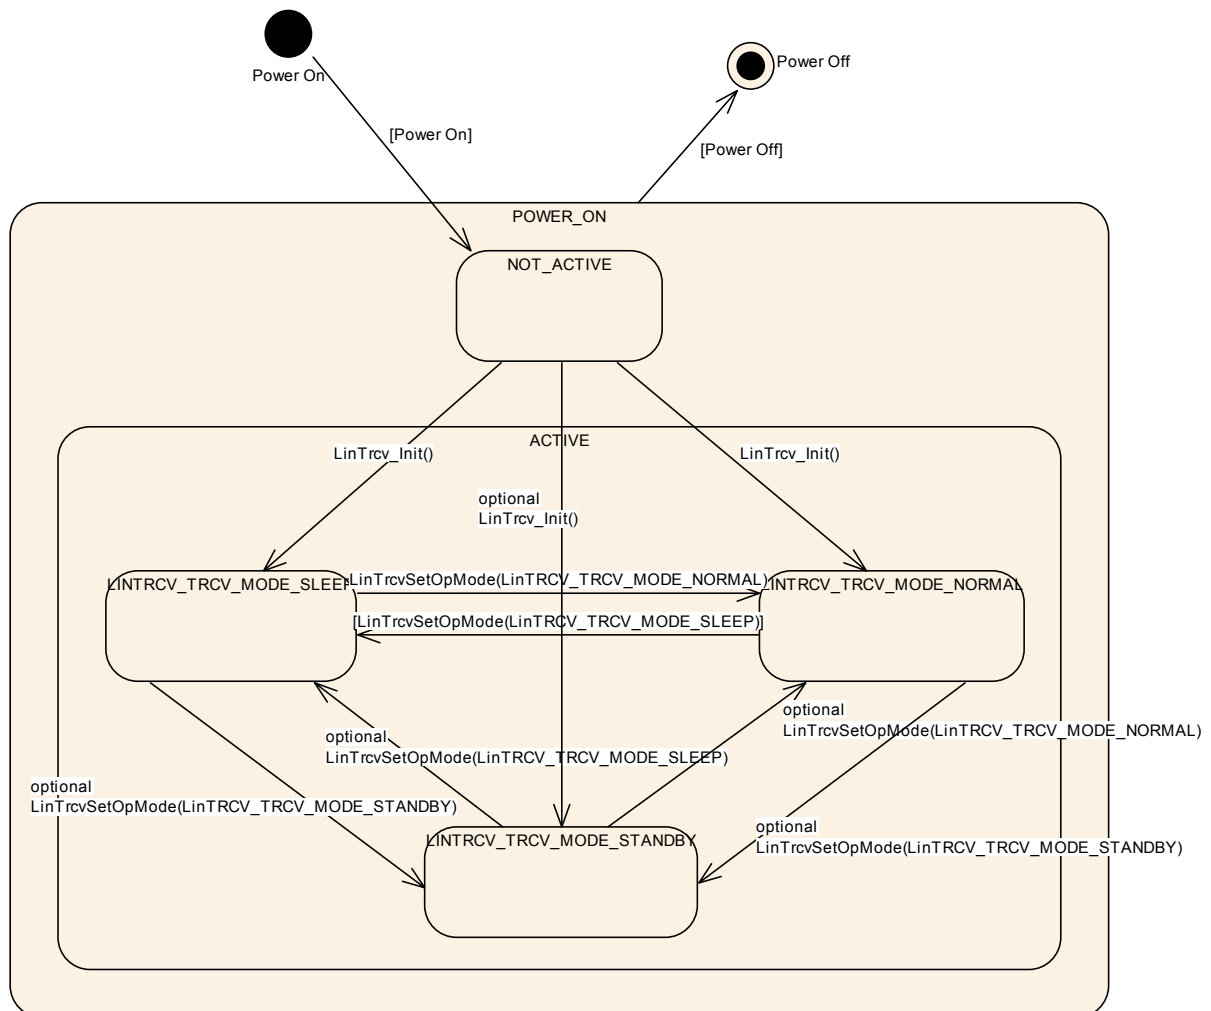 Power On
Power Off
[Power On]
[Power Off]
POWER_ON
NOT_ACTIVE
ACTIVE
LinTrcv_Init()
LinTrcv_Init()
optional
LinTrcv_Init()
LINTRCV_TRCV_MODE_SLEEP
LinTrcvSetOpMode(LinTRCV_TRCV_MODE_NORMAL)
LINTRCV_TRCV_MODE_NORMAL
[LinTrcvSetOpMode(LinTRCV_TRCV_MODE_SLEEP)]
optional
LinTrcvSetOpMode(LinTRCV_TRCV_MODE_NORMAL)
optional
LinTrcvSetOpMode(LinTRCV_TRCV_MODE_SLEEP)
optional
LinTrcvSetOpMode(LinTRCV_TRCV_MODE_STANDBY)
LINTRCV_TRCV_MODE_STANDBY
optional
LinTrcvSetOpMode(LinTRCV_TRCV_MODE_STANDBY)